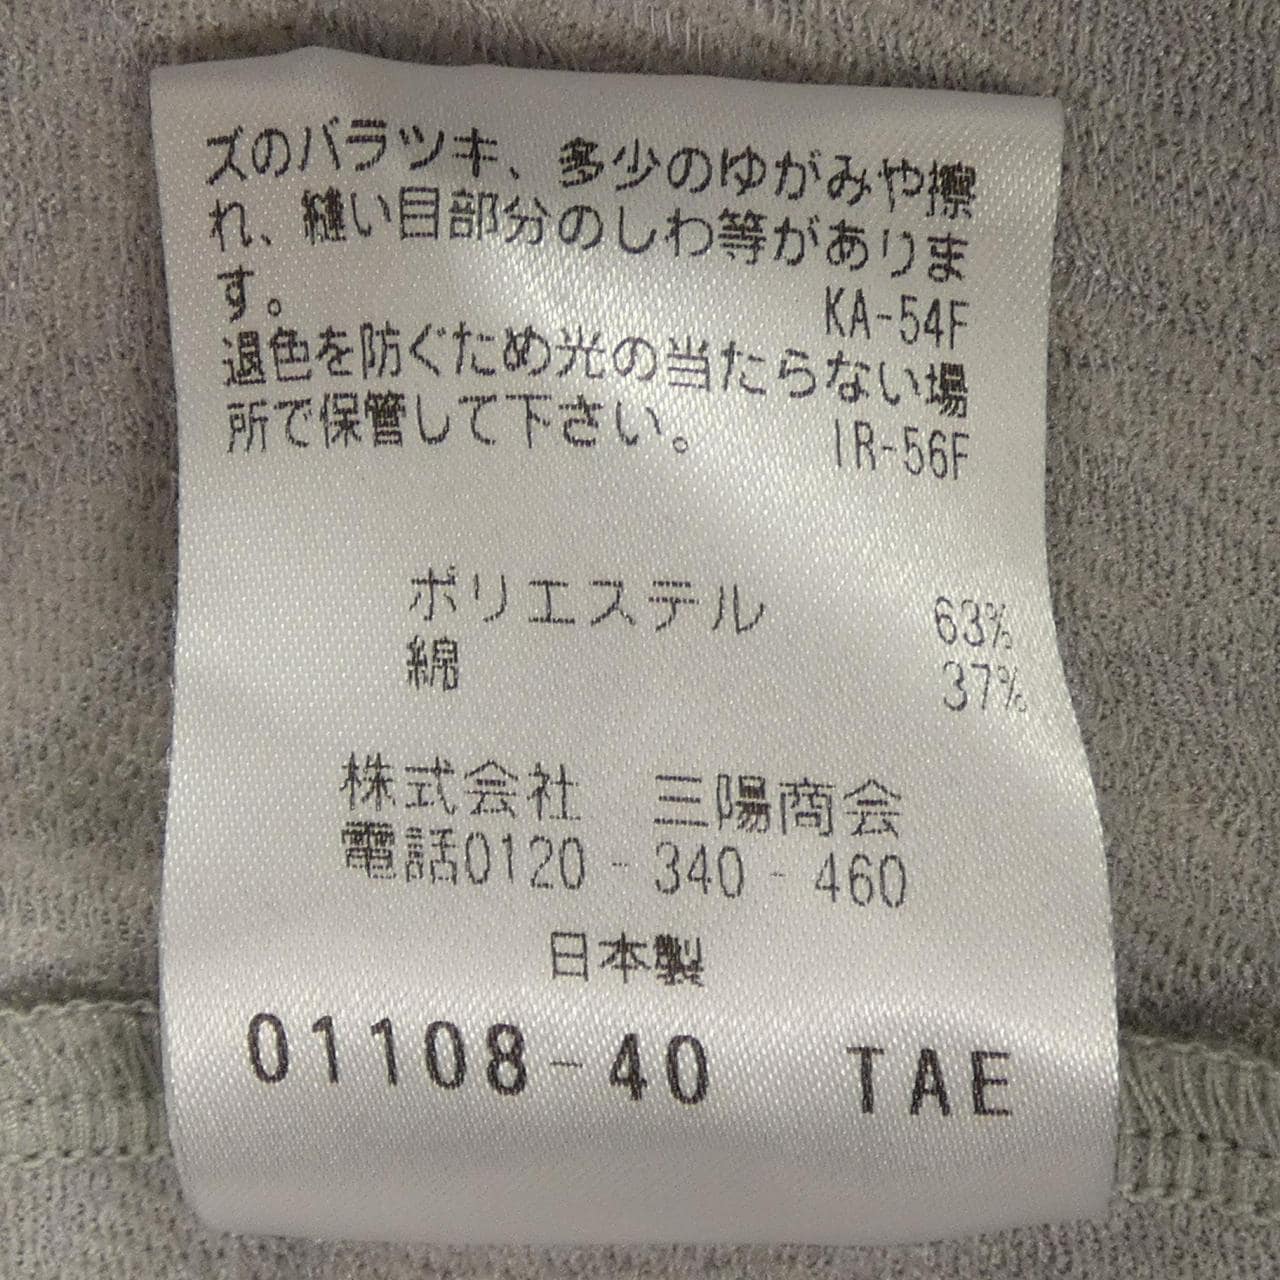 ズのバラツキ、多少のゆがみや擦
れ、縫い目部分のしわ等がありま
す。 KA-54F
退色を防ぐため光の当たらない場
所で保管して下さい。 IR-56F
ポリエステル 63%
綿 37%
株式会社 三陽商会
電話0120-340-460
日本製
01108-40 TAE